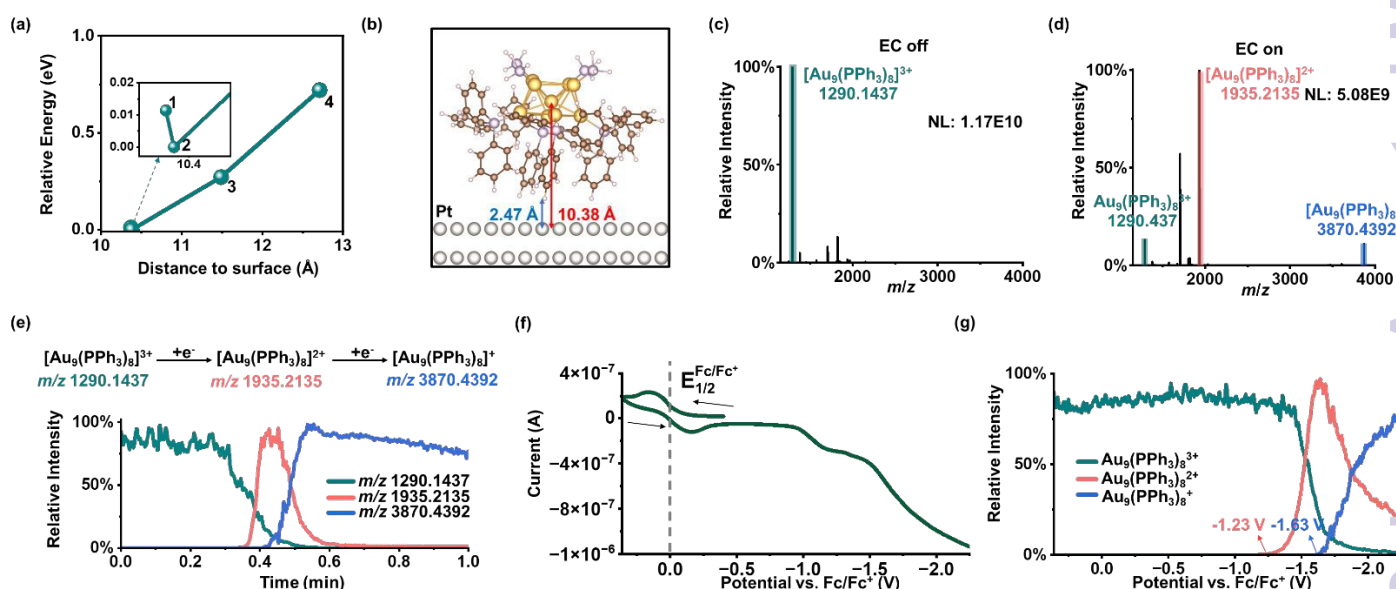 (a)
Relative Energy (eV)
1.0
0.5
0.0
0.02
0.01
0.00
10.4
1
2
3
4
10 11 12 13
Distance to surface (Å)
(b)
Pt
2.47 Å
10.38 Å
(c)
EC off
Relative Intensity
100%
50%
0%
[Au₉(PPh₃)₈]³⁺
1290.1437
NL: 1.17E10
2000 3000 4000
m/z
(d)
EC on
Relative Intensity
100%
50%
0%
[Au₉(PPh₃)₈]²⁺
1935.2135 NL: 5.08E9
Au₉(PPh₃)₈³⁺
1290.437
[Au₉(PPh₃)₈
3870.4392
2000 3000 4000
m/z
(e)
[Au₉(PPh₃)₈]³⁺ +e⁻ [Au₉(PPh₃)₈]²⁺ +e⁻ [Au₉(PPh₃)₈]⁺
m/z 1290.1437 m/z 1935.2135 m/z 3870.4392
Relative Intensity
100%
50%
0%
m/z 1290.1437
m/z 1935.2135
m/z 3870.4392
0.0 0.2 0.4 0.6 0.8 1.0
Time (min)
(f)
Current (A)
4×10⁻⁷
0
−4×10⁻⁷
−8×10⁻⁷
−1×10⁻⁶
E₁/₂^Fc/Fc⁺
0.0 −0.5 −1.0 −1.5 −2.0
Potential vs. Fc/Fc⁺ (V)
(g)
Relative Intensity
100%
50%
0%
Au₉(PPh₃)₈³⁺
Au₉(PPh₃)₈²⁺
Au₉(PPh₃)₈⁺
-1.23 V
-1.63 V
0.0 −0.5 −1.0 −1.5 −2.0
Potential vs. Fc/Fc⁺ (V)